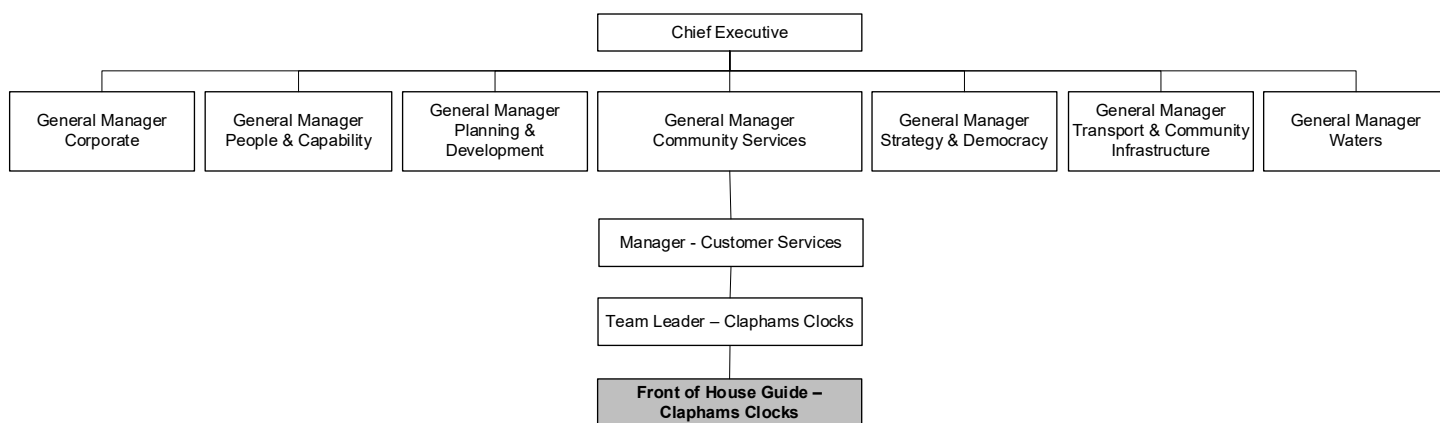 Chief Executive
General Manager
Corporate
General Manager
People & Capability
General Manager
Planning &
Development
General Manager
Community Services
General Manager
Strategy & Democracy
General Manager
Transport & Community
Infrastructure
General Manager
Waters
Manager - Customer Services
Team Leader – Claphams Clocks
Front of House Guide –
Claphams Clocks